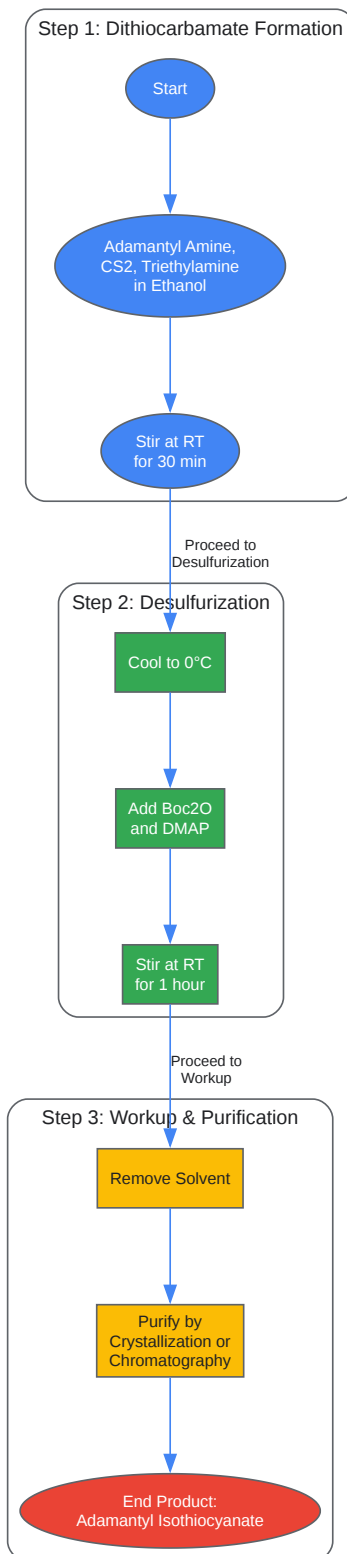 Step 1: Dithiocarbamate Formation
Start
Adamantyl Amine,
CS2, Triethylamine
in Ethanol
Stir at RT
for 30 min
Proceed to
Desulfurization
Step 2: Desulfurization
Cool to 0°C
Add Boc2O
and DMAP
Stir at RT
for 1 hour
Proceed to
Workup
Step 3: Workup & Purification
Remove Solvent
Purify by
Crystallization or
Chromatography
End Product:
Adamantyl Isothiocyanate